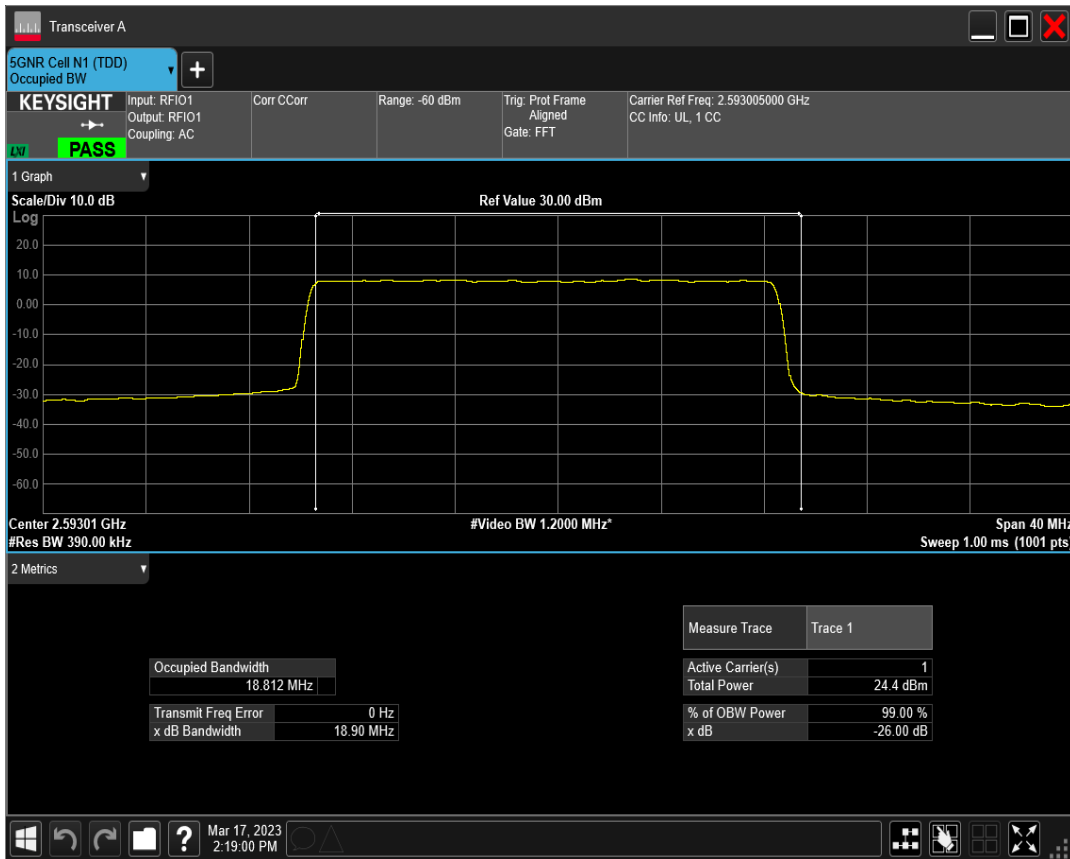 Transceiver A
5GNR Cell N1 (TDD)
Occupied BW
+
KEYSIGHT
LXI
PASS
Input: RFIO1
Output: RFIO1
Coupling: AC
Corr CCorr
Range: -60 dBm
Trig: Prot Frame
Aligned
Gate: FFT
Carrier Ref Freq: 2.593005000 GHz
CC Info: UL, 1 CC
1 Graph
Scale/Div 10.0 dB
Ref Value 30.00 dBm
Log
20.0
10.0
0.00
-10.0
-20.0
-30.0
-40.0
-50.0
-60.0
Center 2.59301 GHz
#Video BW 1.2000 MHz*
Span 40 MHz
#Res BW 390.00 kHz
Sweep 1.00 ms (1001 pts)
2 Metrics
Measure Trace Trace 1
Occupied Bandwidth
18.812 MHz
Active Carrier(s) 1
Total Power 24.4 dBm
Transmit Freq Error 0 Hz
x dB Bandwidth 18.90 MHz
% of OBW Power 99.00 %
x dB -26.00 dB
?
Mar 17, 2023
2:19:00 PM